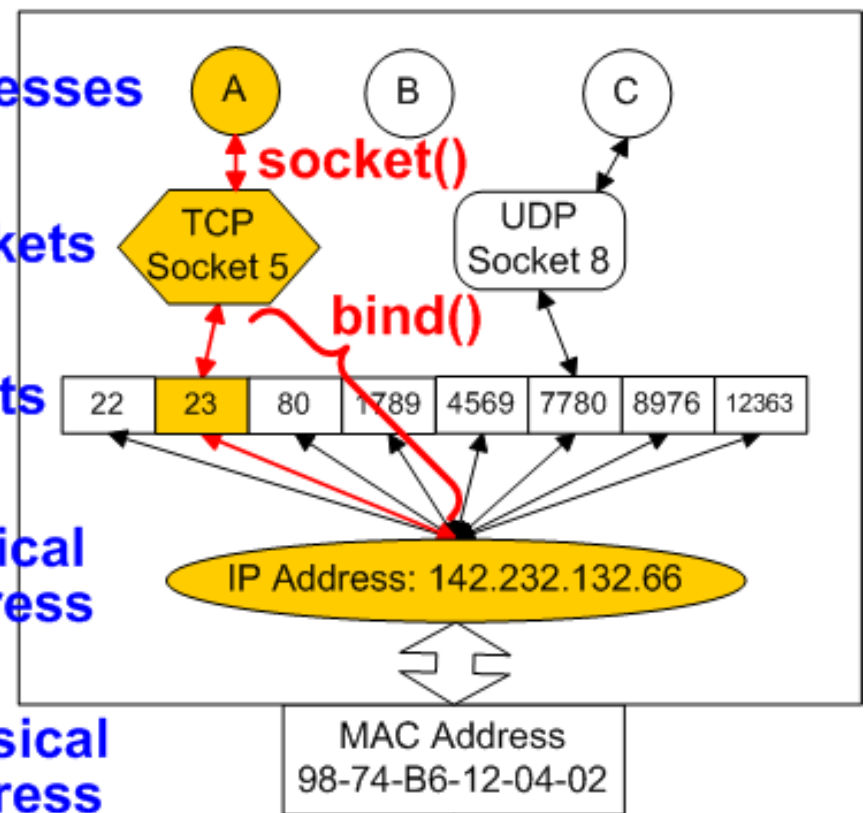 esses
A
B
C
socket()
kets
TCP
Socket 5
UDP
Socket 8
bind()
ts
22
23
80
1789
4569
7780
8976
12363
ical
ress
IP Address: 142.232.132.66
sical
ress
MAC Address
98-74-B6-12-04-02